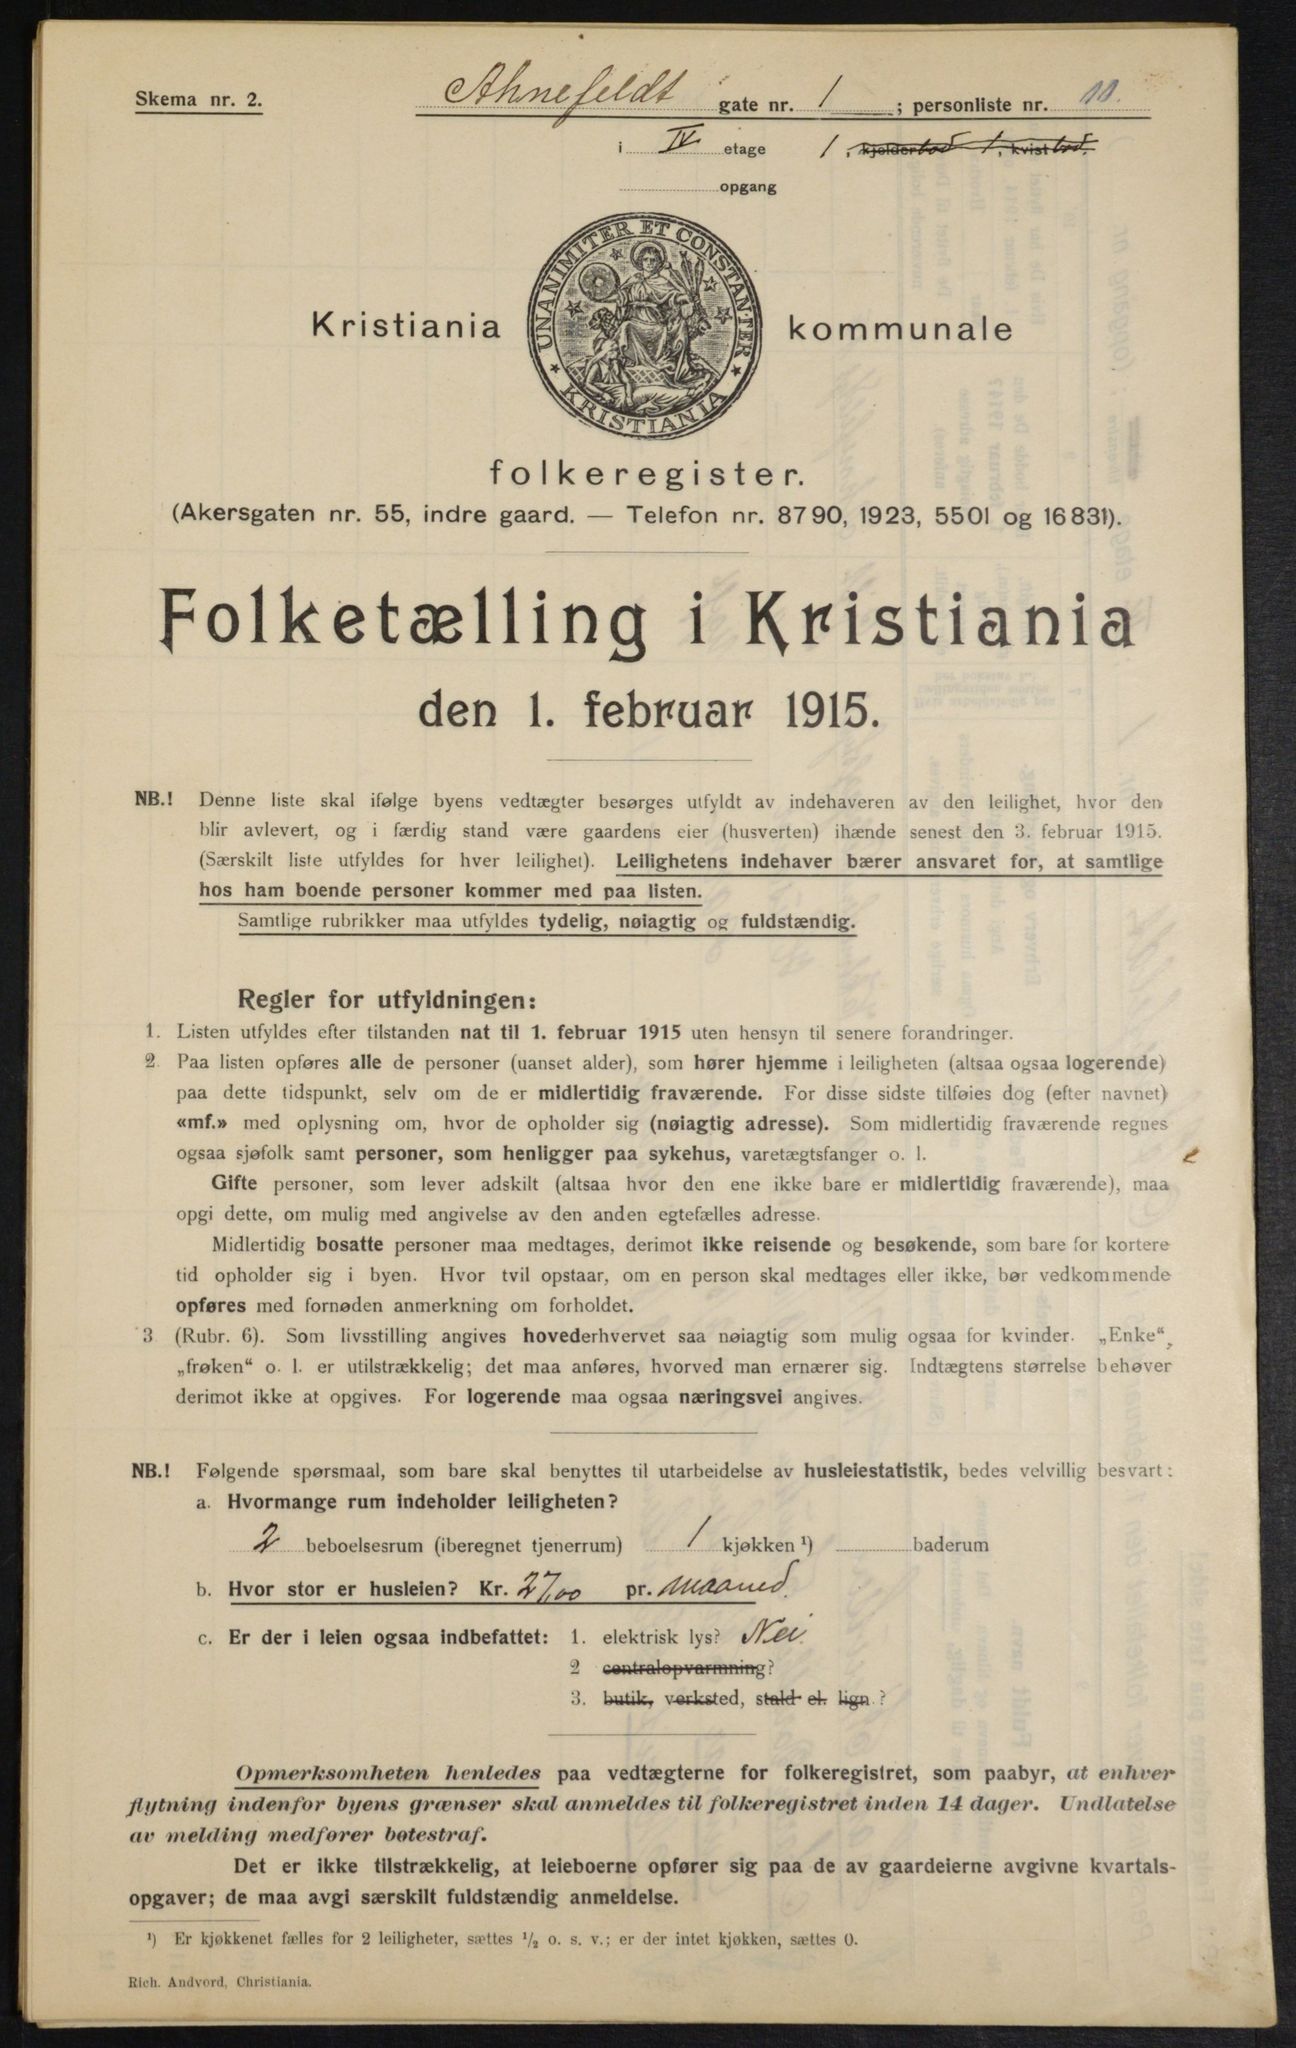 Skema nr. 2.
Ahnefeldt gate nr. 1 ; personliste nr. 11.
i IV etage 1, kjelderbod 1, kvistbod.
opgang
UNANIMITER ET CONSTANTER
KRISTIANIA
Kristiania kommunale
folkeregister.
(Akersgaten nr. 55, indre gaard. — Telefon nr. 8790, 1923, 5501 og 16831).
Folketælling i Kristiania
den 1. februar 1915.
NB.! Denne liste skal ifølge byens vedtægter besørges utfyldt av indehaveren av den leilighet, hvor den
blir avlevert, og i færdig stand være gaardens eier (husverten) ihænde senest den 3. februar 1915.
(Særskilt liste utfyldes for hver leilighet). Leilighetens indehaver bærer ansvaret for, at samtlige
hos ham boende personer kommer med paa listen.
Samtlige rubrikker maa utfyldes tydelig, nøiagtig og fuldstændig.
Regler for utfyldningen:
1. Listen utfyldes efter tilstanden nat til 1. februar 1915 uten hensyn til senere forandringer.
2 Paa listen opføres alle de personer (uanset alder), som hører hjemme i leiligheten (altsaa ogsaa logerende)
paa dette tidspunkt, selv om de er midlertidig fraværende. For disse sidste tilføies dog (efter navnet)
«mf.» med oplysning om, hvor de opholder sig (nøiagtig adresse). Som midlertidig fraværende regnes
ogsaa sjøfolk samt personer, som henligger paa sykehus, varetægtsfanger o. l.
Gifte personer, som lever adskilt (altsaa hvor den ene ikke bare er midlertidig fraværende), maa
opgi dette, om mulig med angivelse av den anden egtefælles adresse.
Midlertidig bosatte personer maa medtages, derimot ikke reisende og besøkende, som bare for kortere
tid opholder sig i byen. Hvor tvil opstaar, om en person skal medtages eller ikke, bør vedkommende
opføres med fornøden anmerkning om forholdet.
3 (Rubr. 6). Som livsstilling angives hovederhvervet saa nøiagtig som mulig ogsaa for kvinder. „Enke“,
„frøken“ o. l. er utilstrækkelig; det maa anføres, hvorved man ernærer sig. Indtægtens størrelse behøver
derimot ikke at opgives. For logerende maa ogsaa næringsvei angives.
NB.! Følgende spørsmaal, som bare skal benyttes til utarbeidelse av husleiestatistik, bedes velvillig besvart:
a. Hvormange rum indeholder leiligheten?
2 beboelsesrum (iberegnet tjenerrum) 1 kjøkken ¹) baderum
b. Hvor stor er husleien? Kr. 27,00 pr. Maaned.
c. Er der i leien ogsaa indbefattet: 1. elektrisk lys? Nei.
2 centralopvarmning?
3. butik, verksted, stald el. lign.?
Opmerksomheten henledes paa vedtægterne for folkeregistret, som paabyr, at enhver
flytning indenfor byens grænser skal anmeldes til folkeregistret inden 14 dager. Undlatelse
av melding medfører bøtestraf.
Det er ikke tilstrækkelig, at leieboerne opfører sig paa de av gaardeierne avgivne kvartals-
opgaver; de maa avgi særskilt fuldstændig anmeldelse.
¹) Er kjøkkenet fælles for 2 leiligheter, sættes ¹/₂ o. s. v.; er der intet kjøkken, sættes 0.
Rich. Andvord, Christiania.